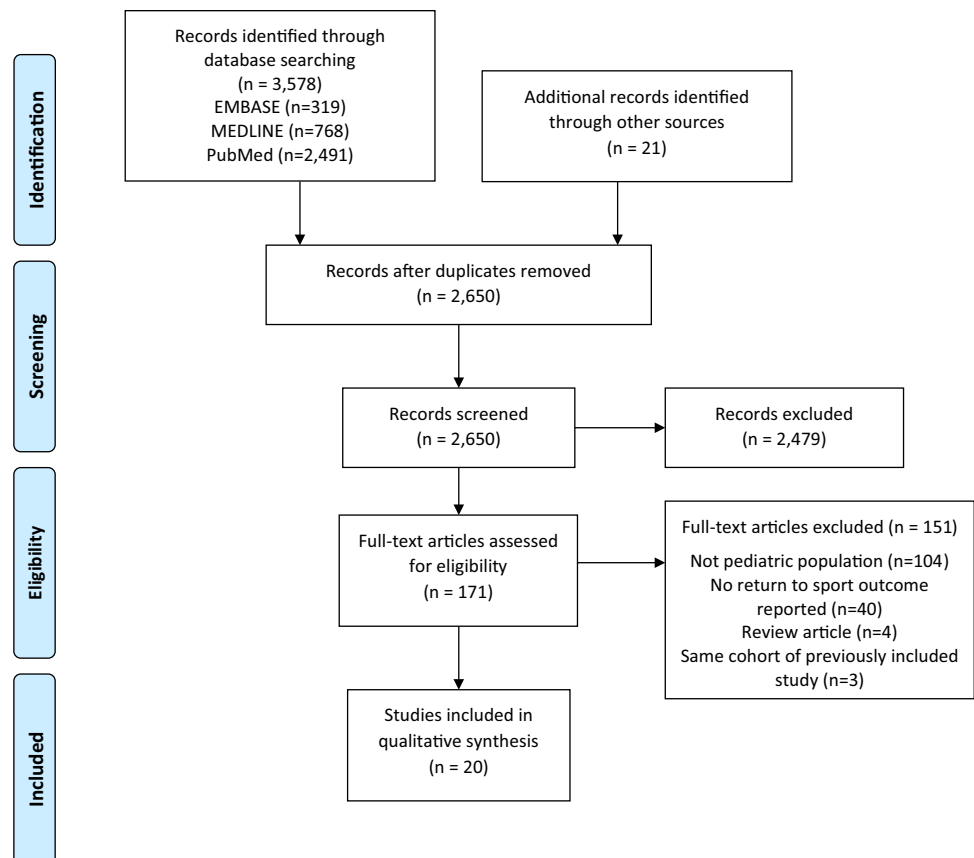 Identification
Records identified through
database searching
(n = 3,578)
EMBASE (n=319)
MEDLINE (n=768)
PubMed (n=2,491)
Additional records identified
through other sources
(n = 21)
Records after duplicates removed
(n = 2,650)
Screening
Records screened
(n = 2,650)
Records excluded
(n = 2,479)
Eligibility
Full-text articles assessed
for eligibility
(n = 171)
Full-text articles excluded (n = 151)
Not pediatric population (n=104)
No return to sport outcome
reported (n=40)
Review article (n=4)
Same cohort of previously included
study (n=3)
Included
Studies included in
qualitative synthesis
(n = 20)